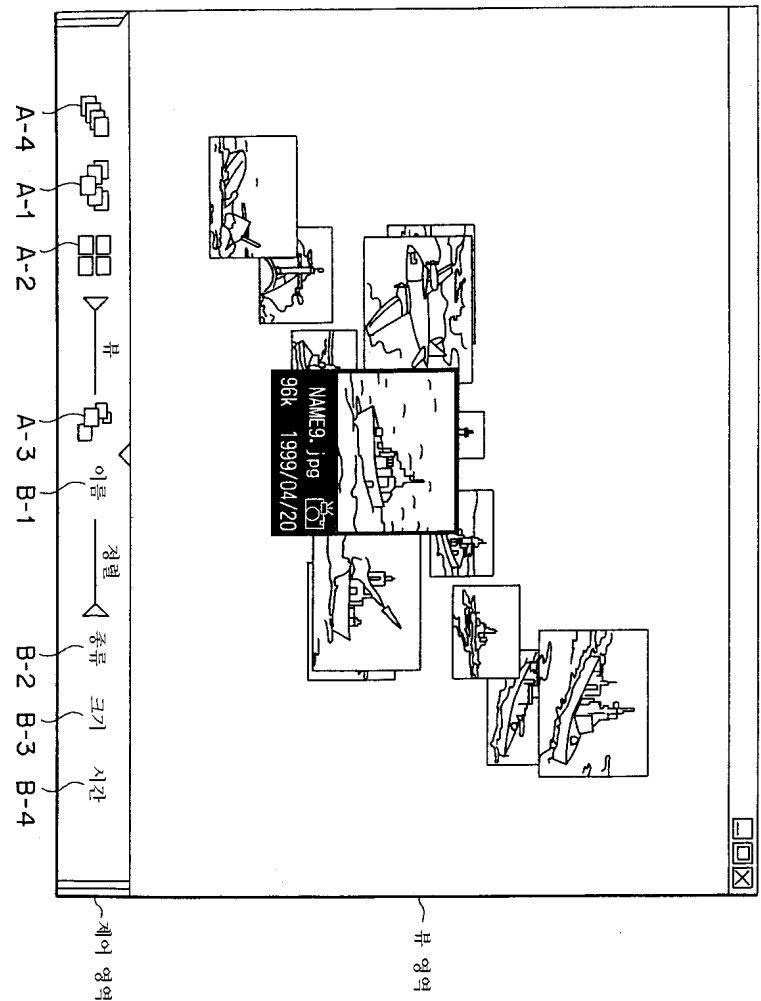 뷰 영역
NAME9. jpg
96k 1999/04/20
뷰
이름
정렬
종류
크기
시간
제어 영역
A-4
A-1
A-2
A-3
B-1
B-2
B-3
B-4